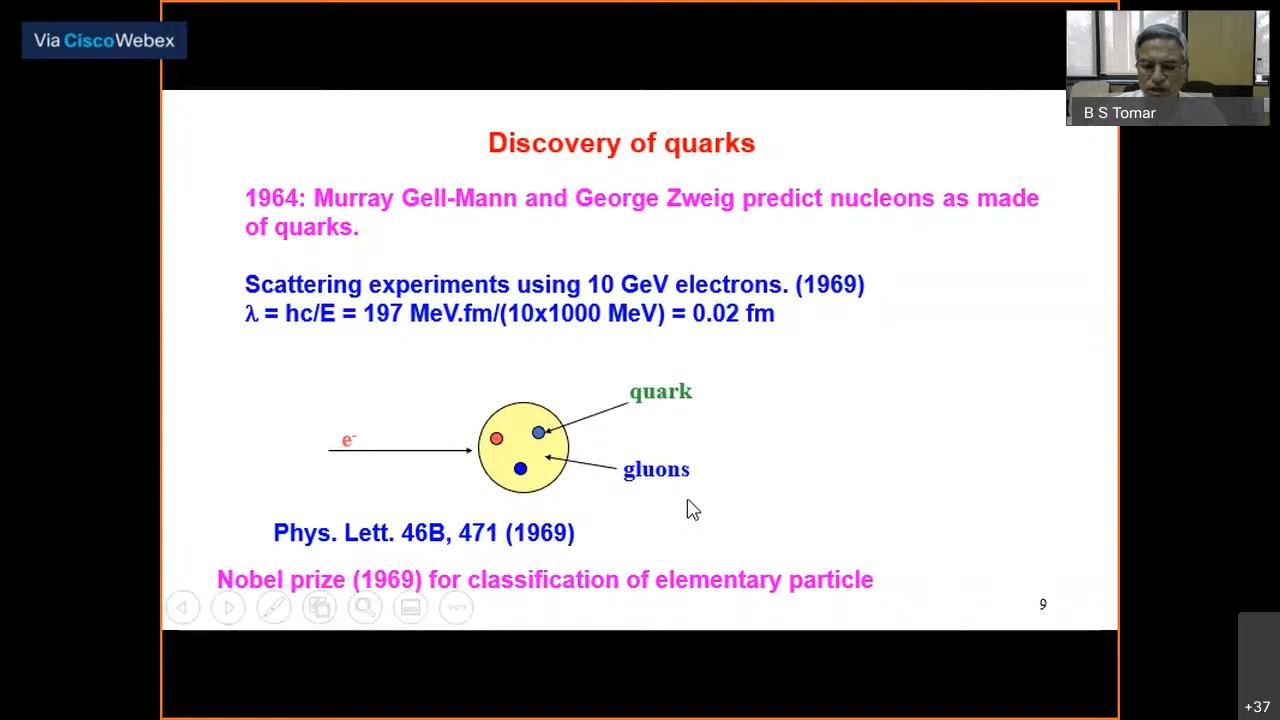 Via Cisco Webex
B S Tomar
Discovery of quarks
1964: Murray Gell-Mann and George Zweig predict nucleons as made
of quarks.
Scattering experiments using 10 GeV electrons. (1969)
λ = hc/E = 197 MeV.fm/(10x1000 MeV) = 0.02 fm
quark
e-
gluons
Phys. Lett. 46B, 471 (1969)
Nobel prize (1969) for classification of elementary particle
9
+37